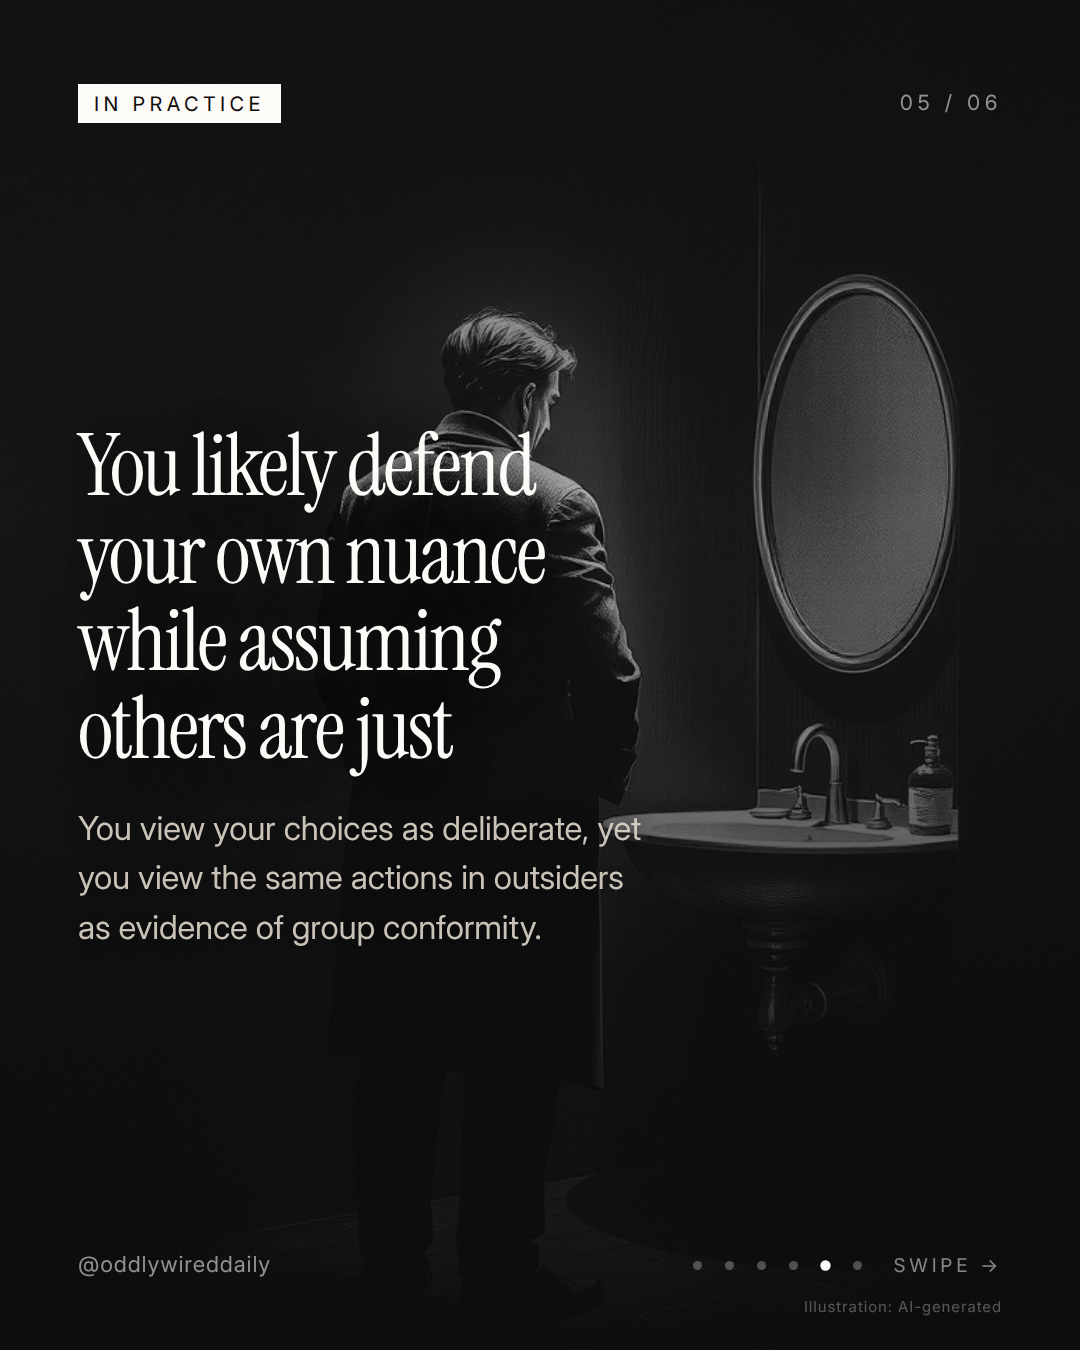 IN PRACTICE
05 / 06
You likely defend
your own nuance
while assuming
others are just
You view your choices as deliberate, yet
you view the same actions in outsiders
as evidence of group conformity.
@oddlywireddaily
SWIPE →
Illustration: AI-generated